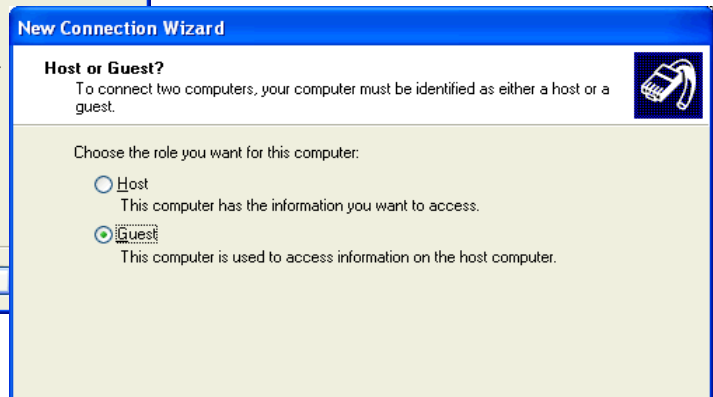 New Connection Wizard
Host or Guest?
To connect two computers, your computer must be identified as either a host or a
guest.
Choose the role you want for this computer:
Host
This computer has the information you want to access.
Guest
This computer is used to access information on the host computer.